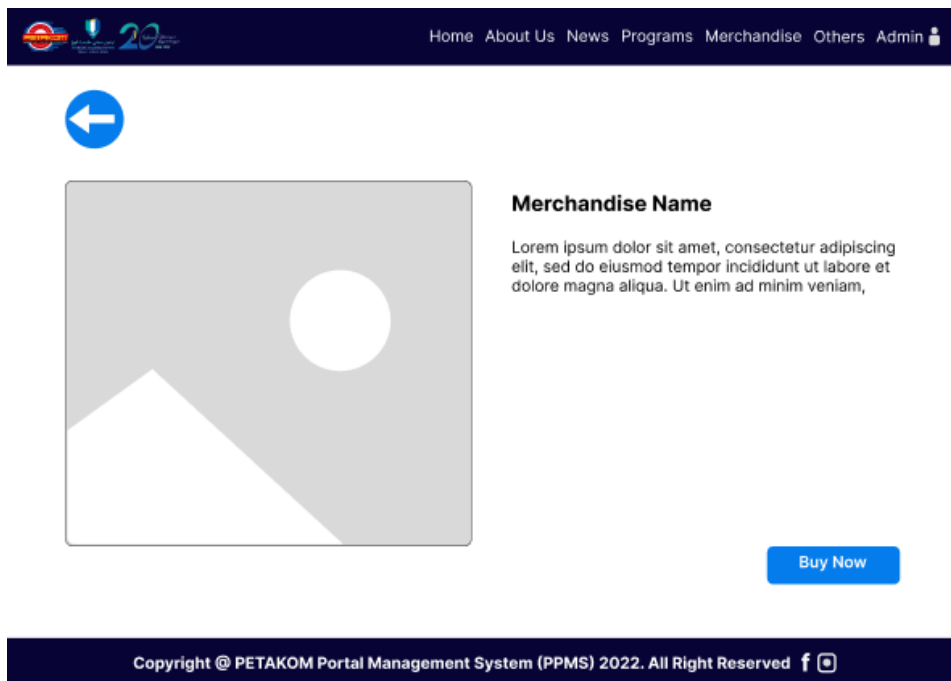 PETAKOM
20
Home About Us News Programs Merchandise Others Admin
Merchandise Name
Lorem ipsum dolor sit amet, consectetur adipiscing
elit, sed do eiusmod tempor incididunt ut labore et
dolore magna aliqua. Ut enim ad minim veniam,
Buy Now
Copyright @ PETAKOM Portal Management System (PPMS) 2022. All Right Reserved